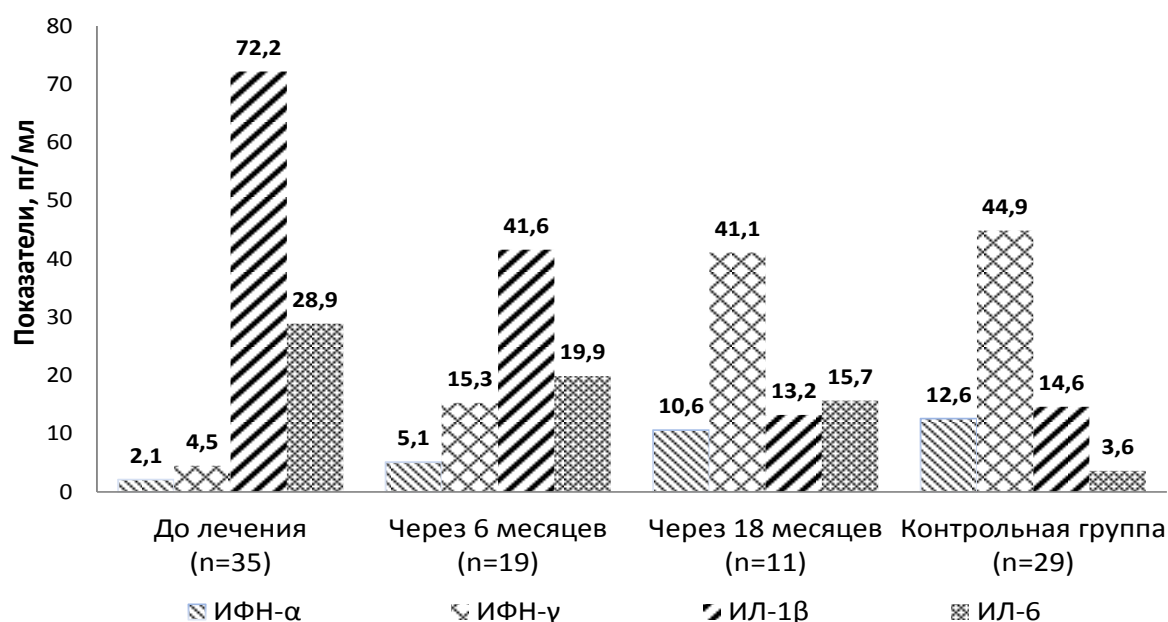 Показатели, пг/мл
80
70
60
50
40
30
20
10
0
2,1
4,5
72,2
28,9
5,1
15,3
41,6
19,9
10,6
41,1
13,2
15,7
12,6
44,9
14,6
3,6
До лечения
(n=35)
Через 6 месяцев
(n=19)
Через 18 месяцев
(n=11)
Контрольная группа
(n=29)
ИФН-α
ИФН-γ
ИЛ-1β
ИЛ-6